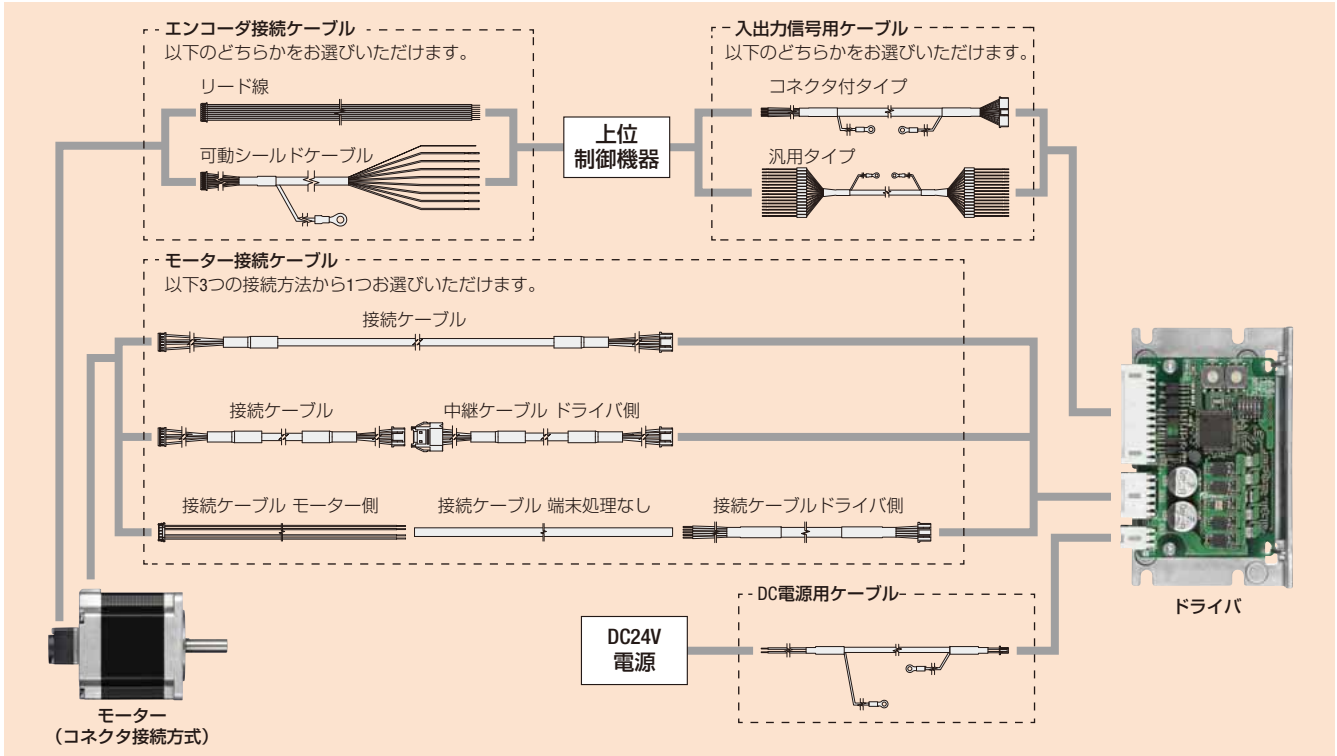 エンコーダ接続ケーブル
以下のどちらかをお選びいただけます。
リード線
可動シールドケーブル
上位
制御機器
入出力信号用ケーブル
以下のどちらかをお選びいただけます。
コネクタ付タイプ
汎用タイプ
モーター接続ケーブル
以下3つの接続方法から1つお選びいただけます。
接続ケーブル
接続ケーブル
中継ケーブル ドライバ側
接続ケーブル モーター側
接続ケーブル 端末処理なし
接続ケーブルドライバ側
ドライバ
DC電源用ケーブル
DC24V
電源
モーター
（コネクタ接続方式）